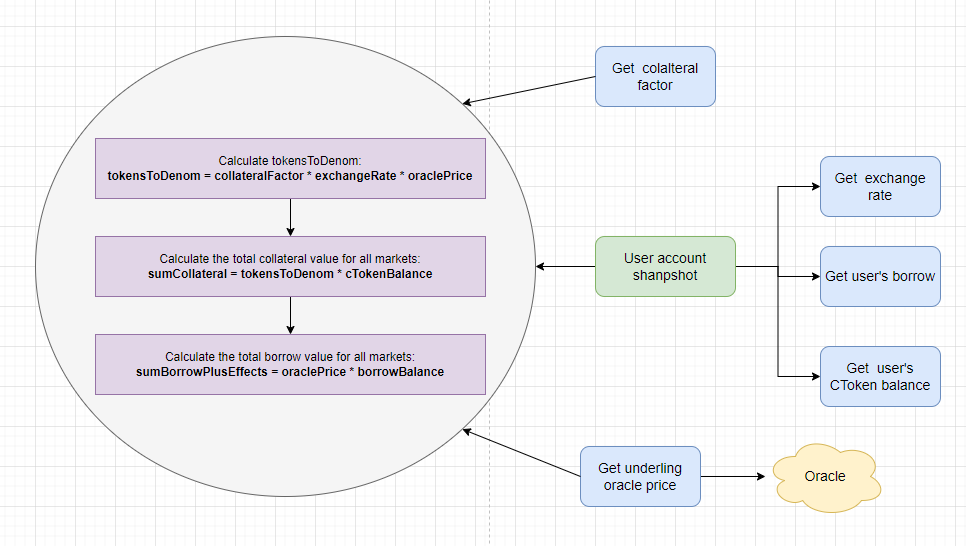 Get colalteral
factor
Calculate tokensToDenom:
tokensToDenom = collateralFactor * exchangeRate * oraclePrice
Get exchange
rate
Calculate the total collateral value for all markets:
sumCollateral = tokensToDenom * cTokenBalance
User account
shanpshot
Get user's borrow
Calculate the total borrow value for all markets:
sumBorrowPlusEffects = oraclePrice * borrowBalance
Get user's
CToken balance
Get underling
oracle price
Oracle